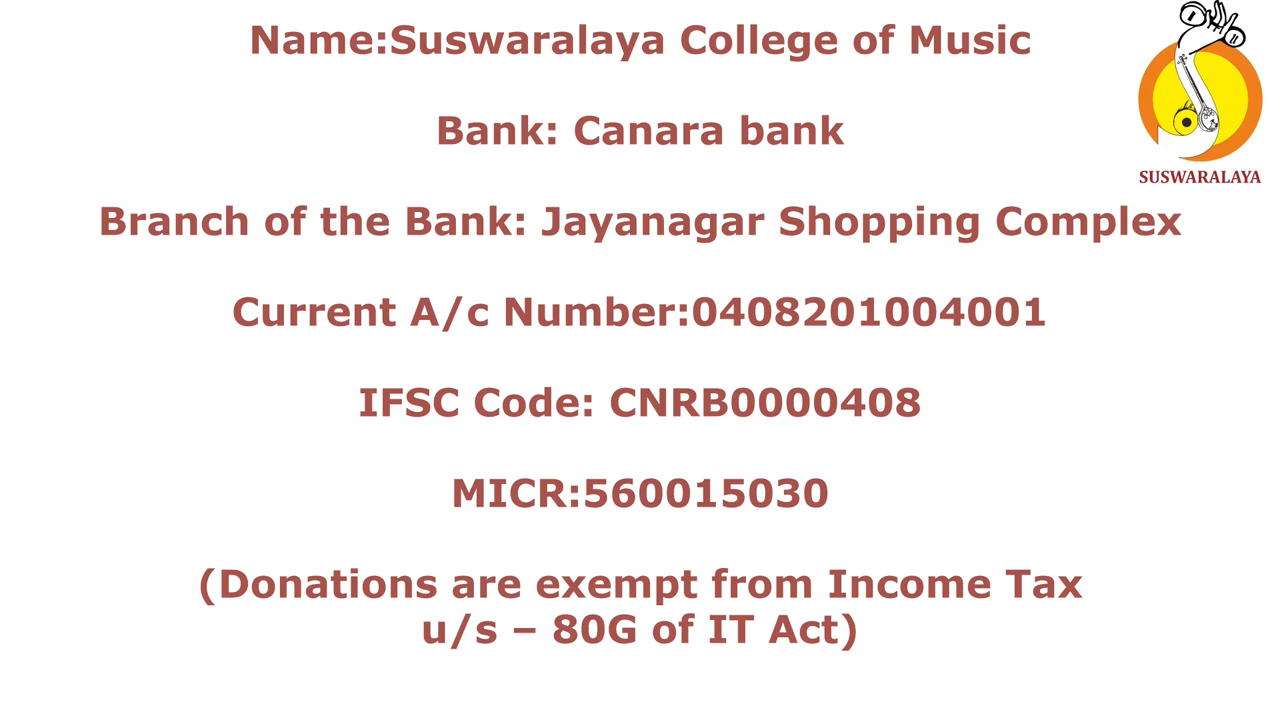 Name:Suswaralaya College of Music
SUSWARALAYA
Bank: Canara bank
Branch of the Bank: Jayanagar Shopping Complex
Current A/c Number:0408201004001
IFSC Code: CNRB0000408
MICR:560015030
(Donations are exempt from Income Tax
u/s – 80G of IT Act)